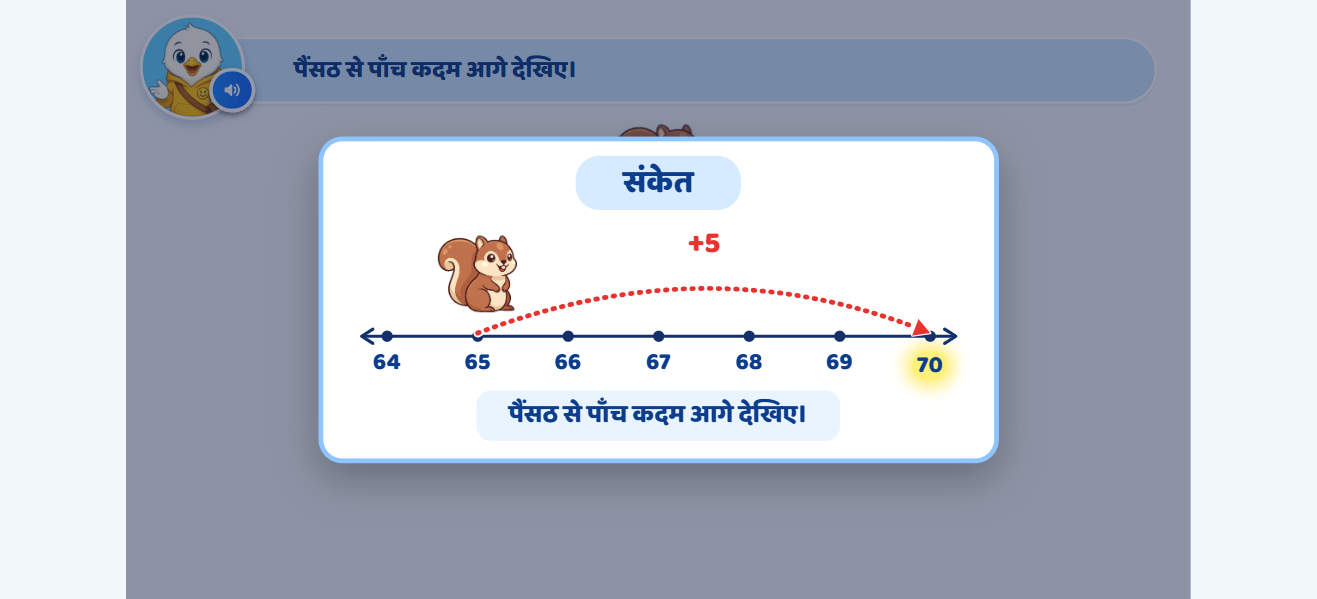 पैंसठ से पाँच कदम आगे देखिए।
संकेत
+5
64 65 66 67 68 69 70
पैंसठ से पाँच कदम आगे देखिए।